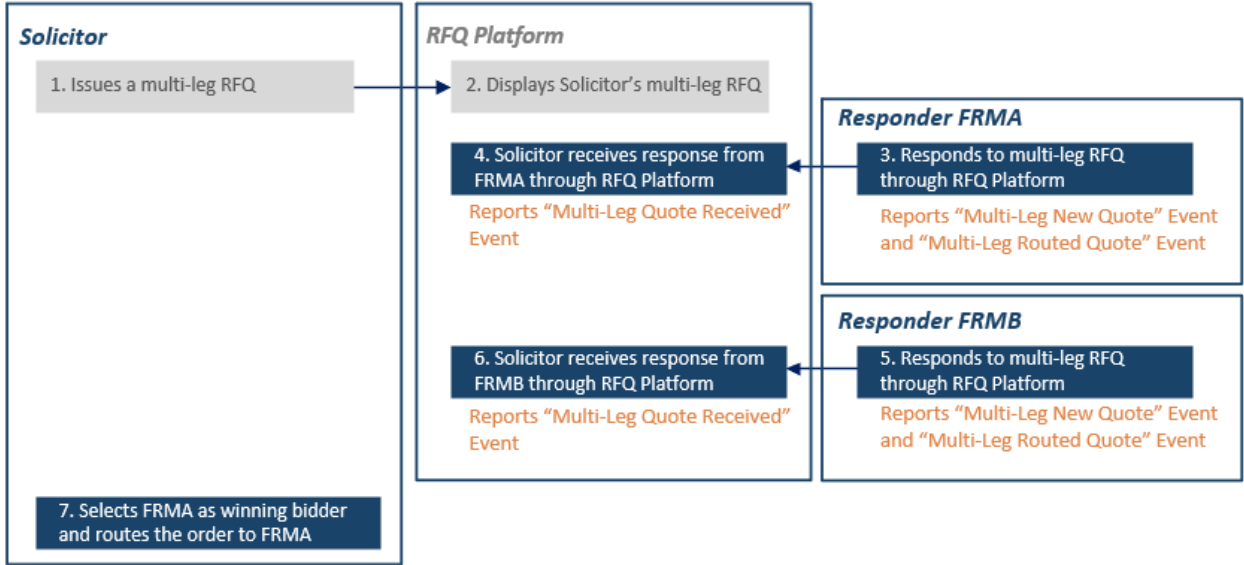 Solicitor
1. Issues a multi-leg RFQ
RFQ Platform
2. Displays Solicitor's multi-leg RFQ
Responder FRMA
3. Responds to multi-leg RFQ
through RFQ Platform
Reports “Multi-Leg New Quote” Event
and “Multi-Leg Routed Quote” Event
4. Solicitor receives response from
FRMA through RFQ Platform
Reports “Multi-Leg Quote Received”
Event
Responder FRMB
5. Responds to multi-leg RFQ
through RFQ Platform
Reports “Multi-Leg New Quote” Event
and “Multi-Leg Routed Quote” Event
6. Solicitor receives response from
FRMB through RFQ Platform
Reports “Multi-Leg Quote Received”
Event
7. Selects FRMA as winning bidder
and routes the order to FRMA